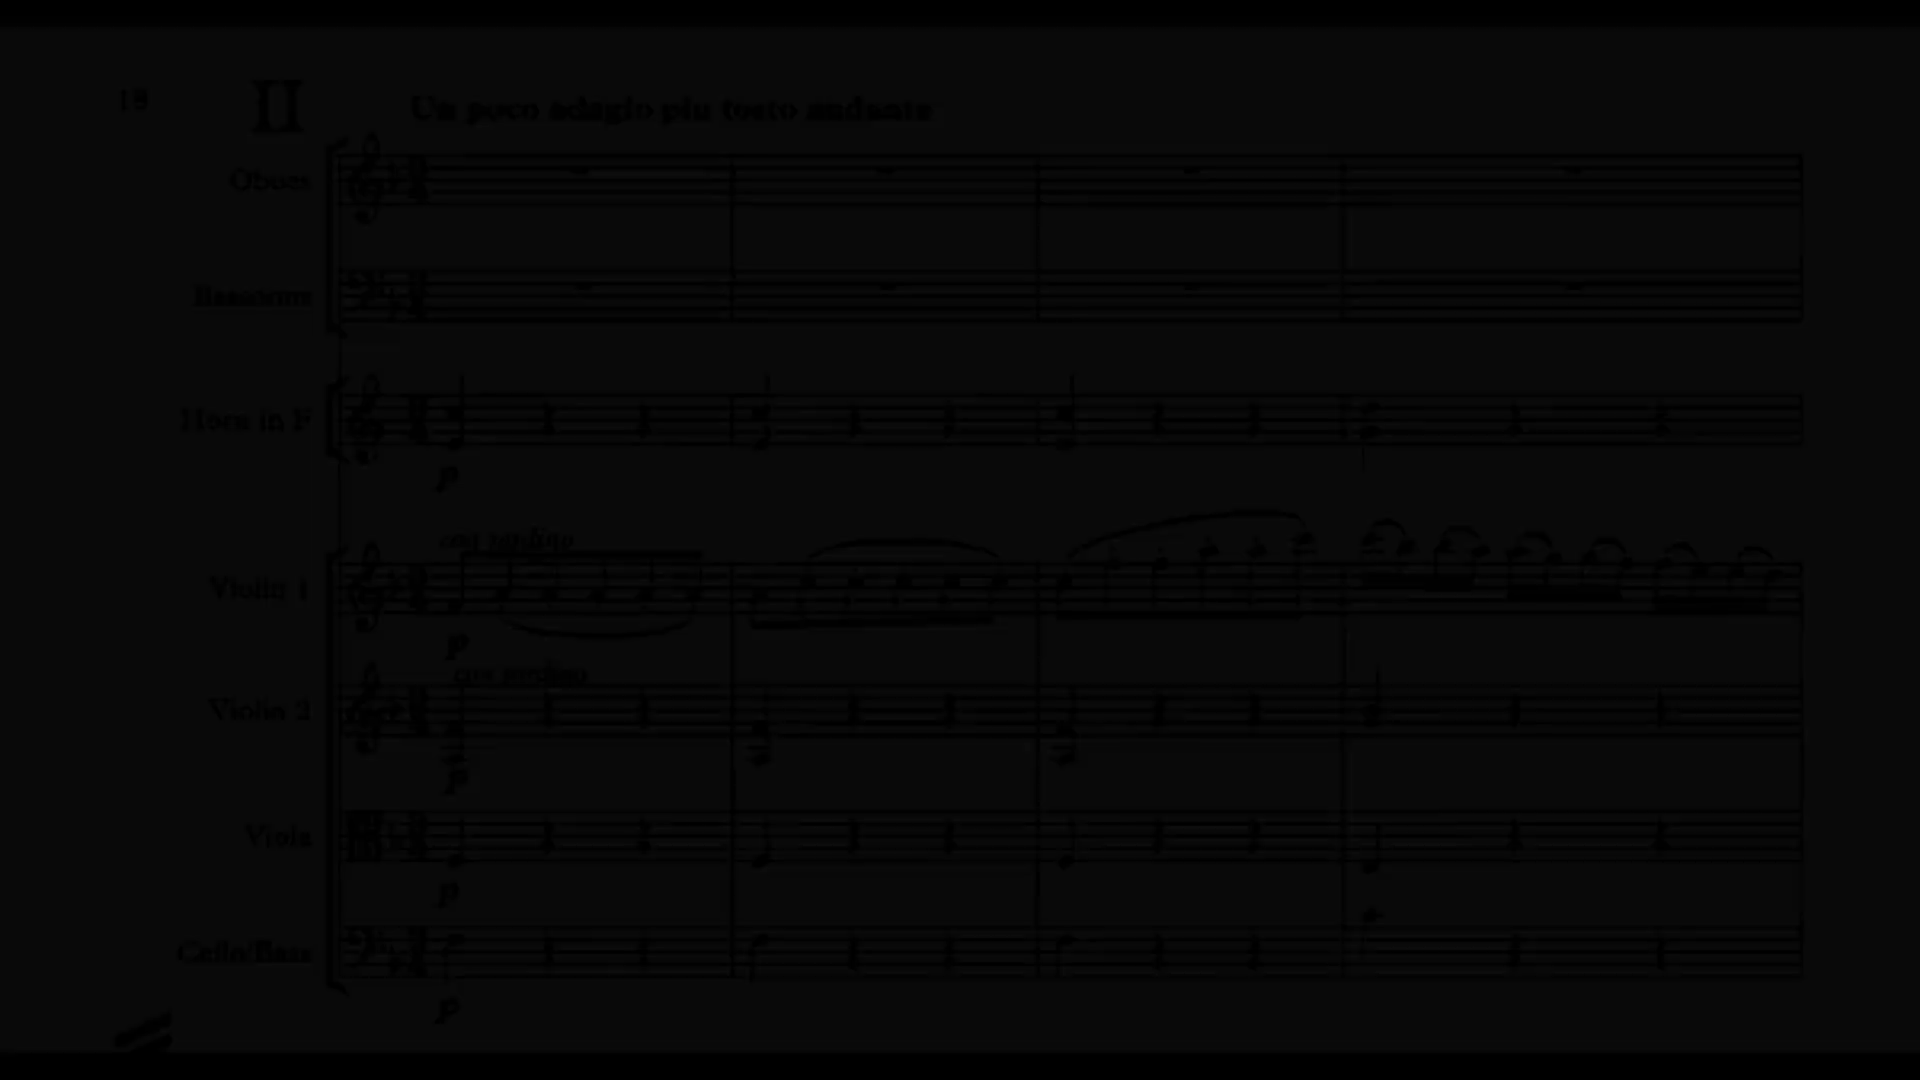 18
II
Un poco adagio piu tosto andante
Oboes
Bassoons
Horn in F
p
con sordino
Violin 1
p
con sordino
Violin 2
p
Viola
p
Cello/Bass
p